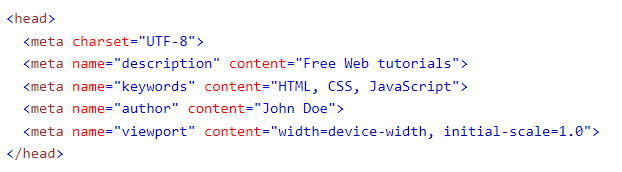 <head>
  <meta charset="UTF-8">
  <meta name="description" content="Free Web tutorials">
  <meta name="keywords" content="HTML, CSS, JavaScript">
  <meta name="author" content="John Doe">
  <meta name="viewport" content="width=device-width, initial-scale=1.0">
</head>